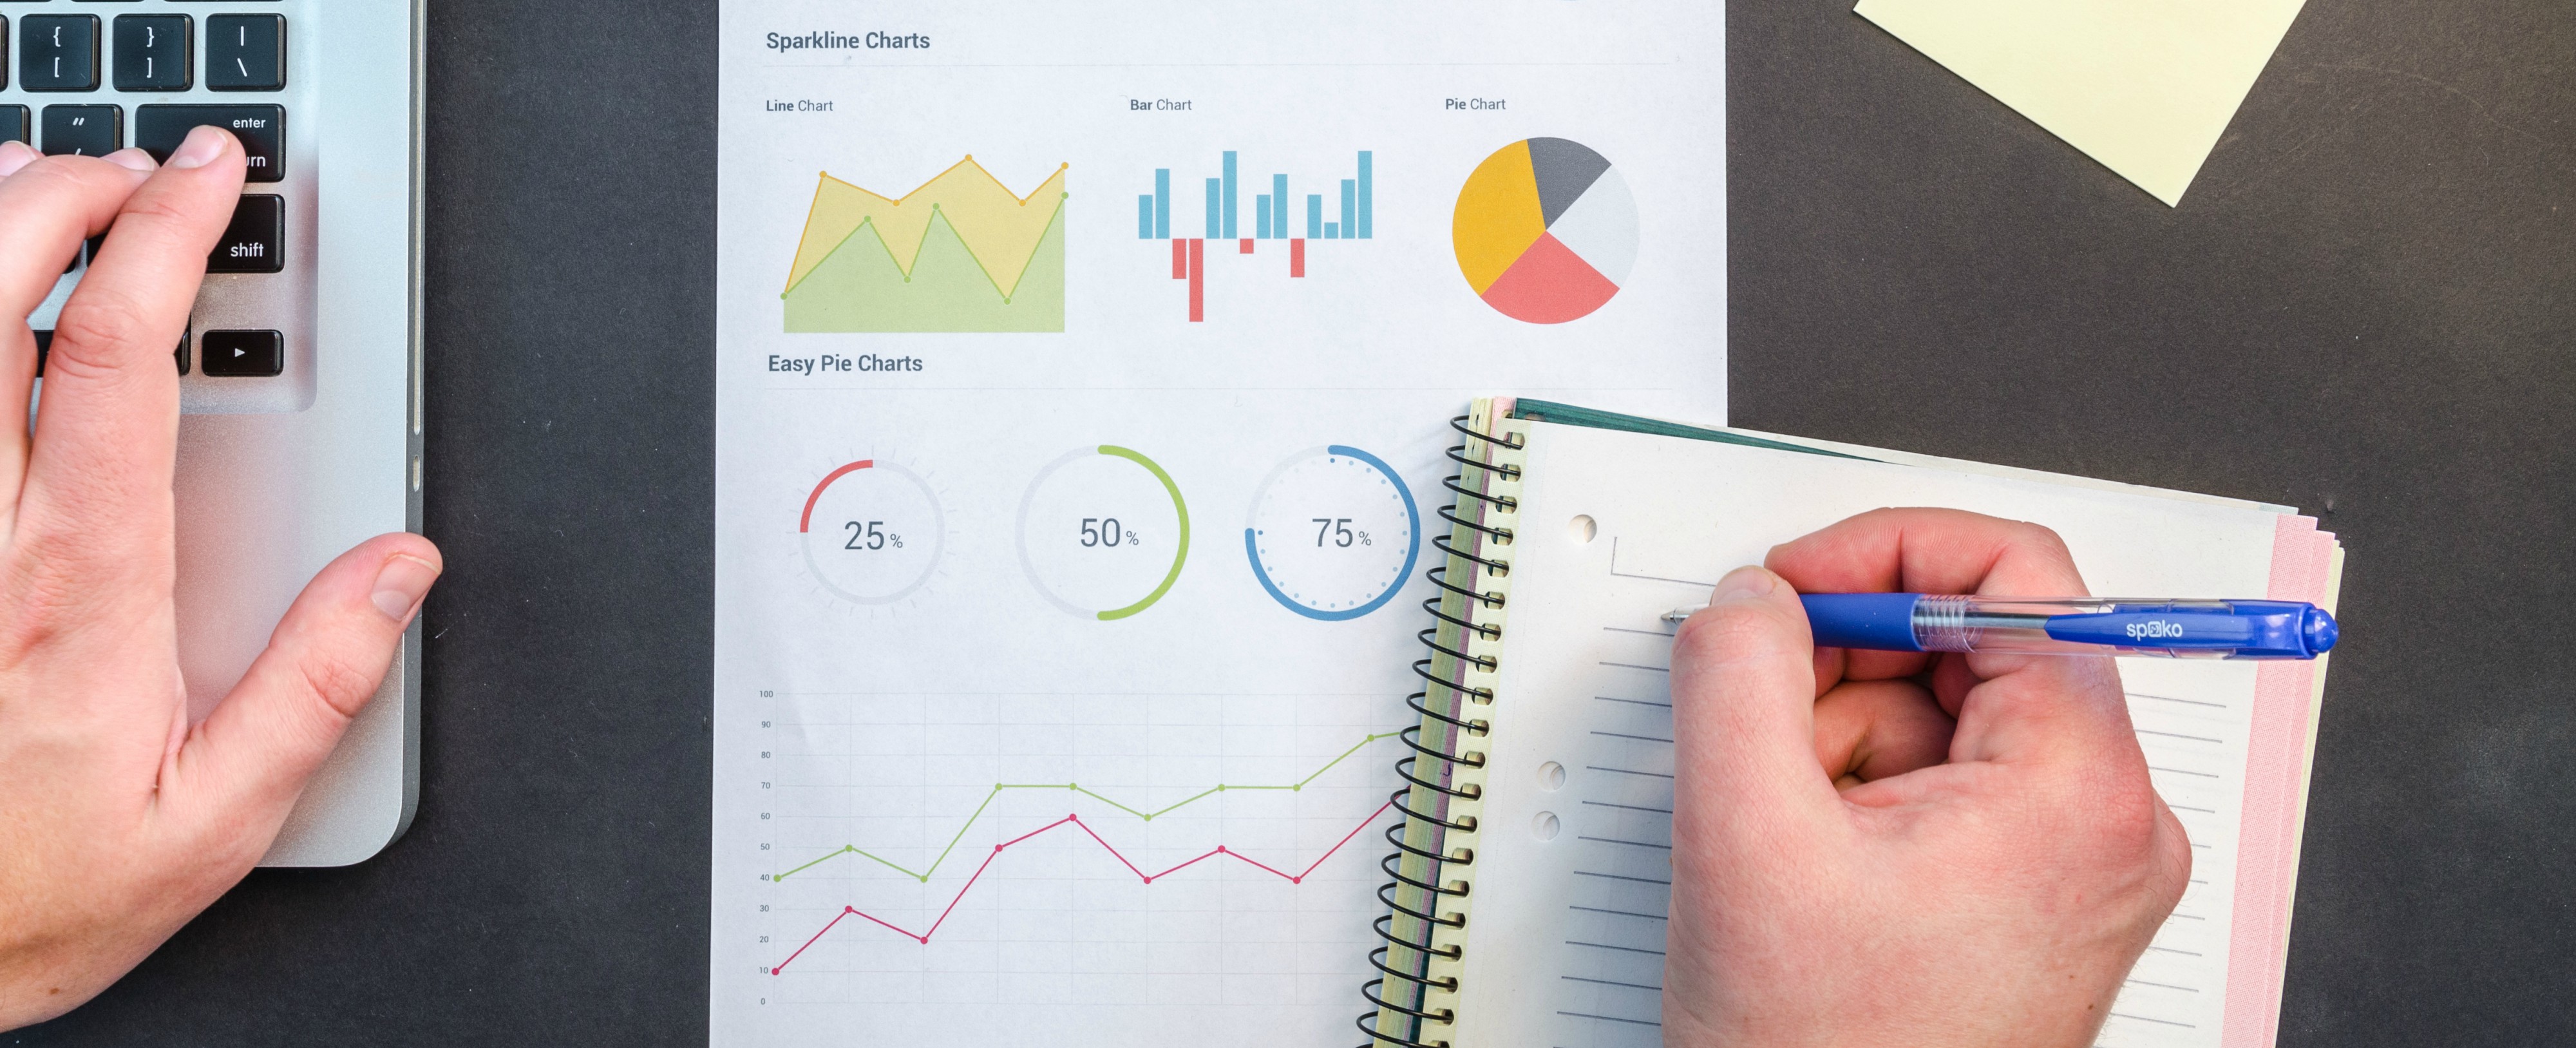 { } |
[ ] \
"
enter
shift
Sparkline Charts
Line Chart
Bar Chart
Pie Chart
Easy Pie Charts
25%
50%
75%
100
90
80
70
60
50
40
30
20
10
0
spoko